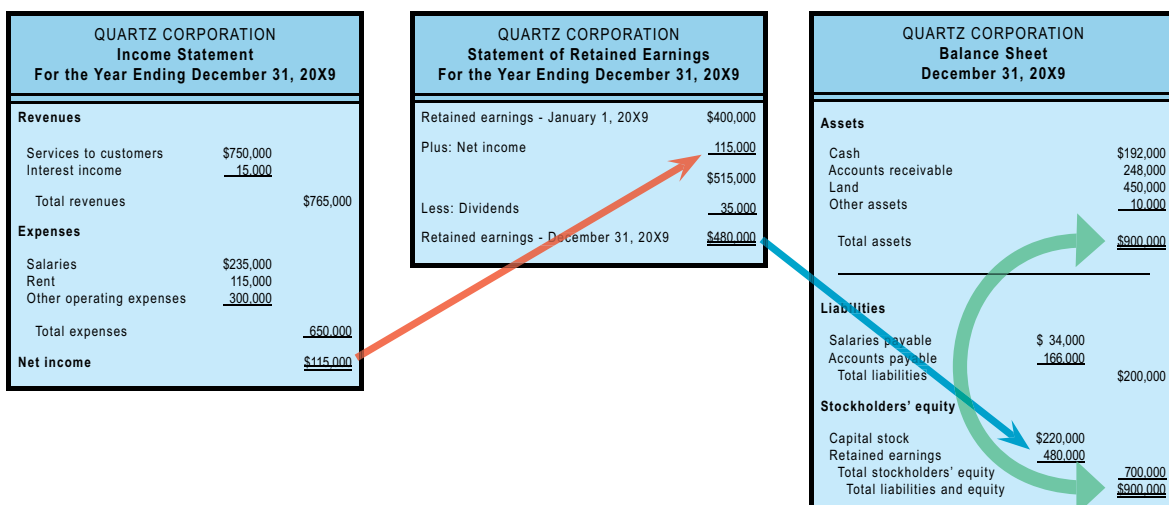 QUARTZ CORPORATION
Income Statement
For the Year Ending December 31, 20X9
Revenues
Services to customers $750,000
Interest income 15,000
Total revenues $765,000
Expenses
Salaries $235,000
Rent 115,000
Other operating expenses 300,000
Total expenses 650,000
Net income $115,000
QUARTZ CORPORATION
Statement of Retained Earnings
For the Year Ending December 31, 20X9
Retained earnings - January 1, 20X9 $400,000
Plus: Net income 115,000
$515,000
Less: Dividends 35,000
Retained earnings - December 31, 20X9 $480,000
QUARTZ CORPORATION
Balance Sheet
December 31, 20X9
Assets
Cash $192,000
Accounts receivable 248,000
Land 450,000
Other assets 10,000
Total assets $900,000
Liabilities
Salaries payable $ 34,000
Accounts payable 166,000
Total liabilities $200,000
Stockholders’ equity
Capital stock $220,000
Retained earnings 480,000
Total stockholders’ equity 700,000
Total liabilities and equity $900,000